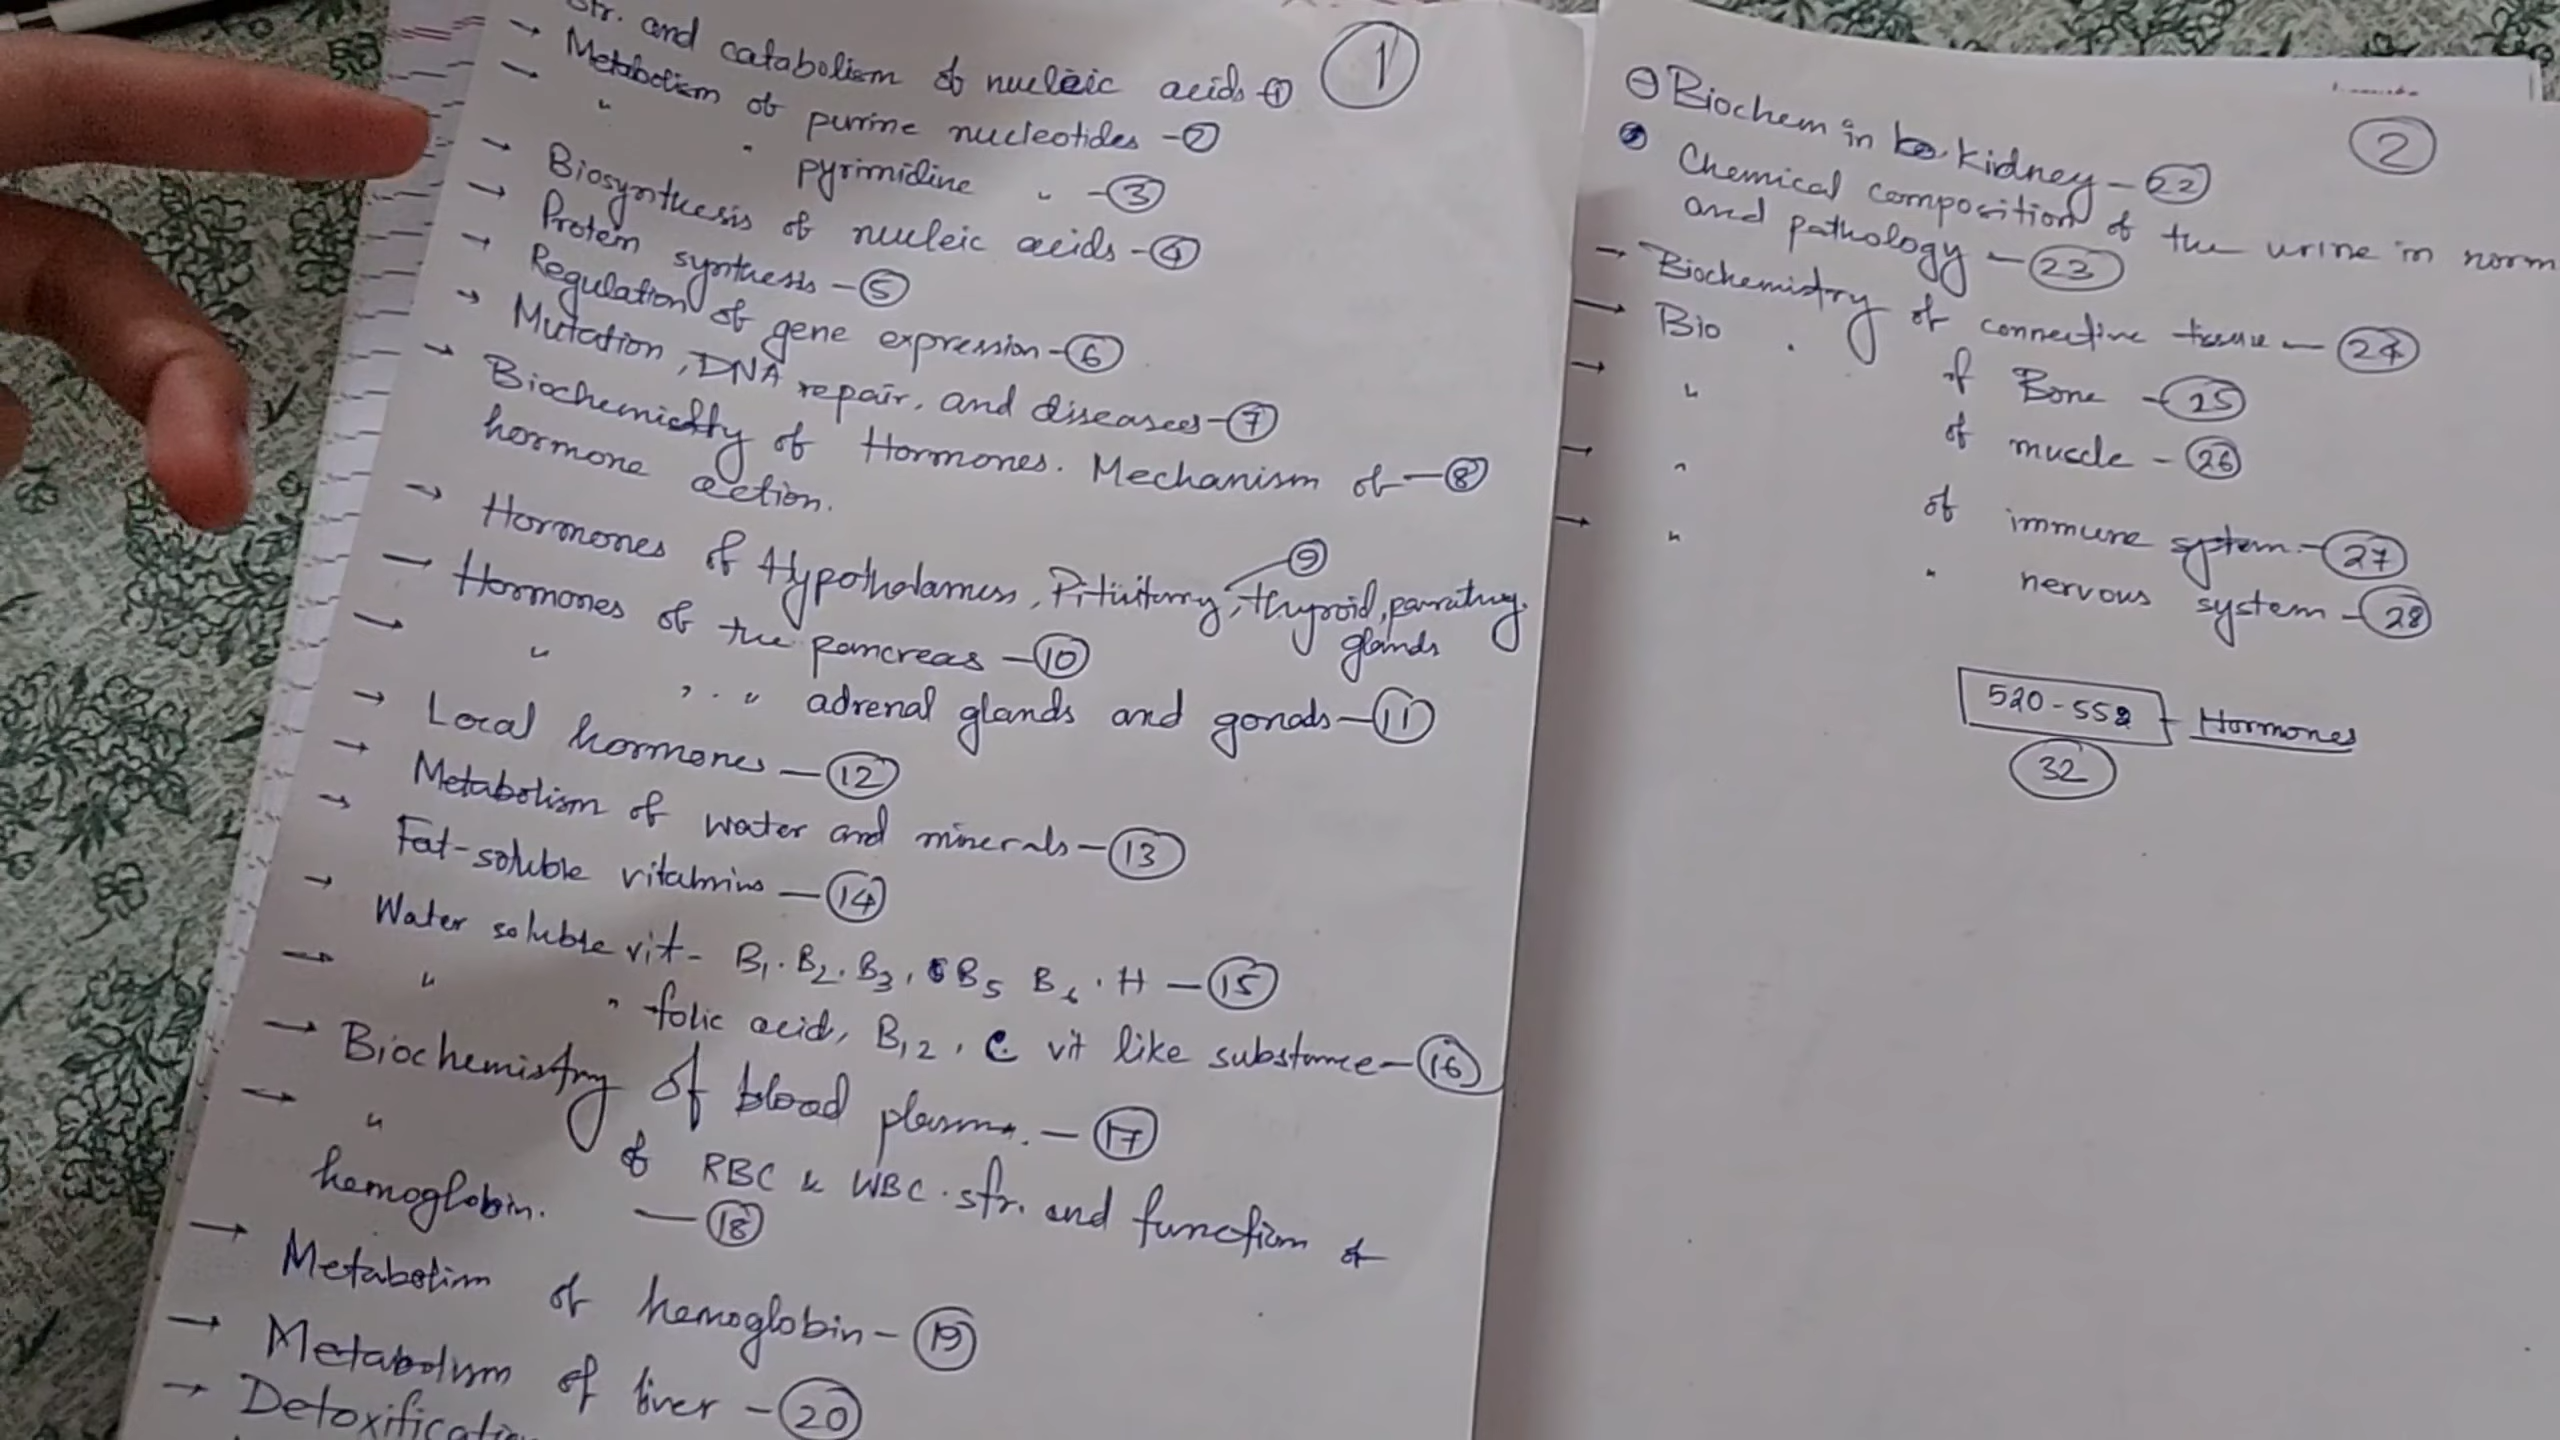 Str. and catabolism of nucleic acids - 1
1
→ Metabolism of purine nucleotides - 2
→ " " pyrimidine " - 3
→ Biosynthesis of nucleic acids - 4
→ Protein synthesis - 5
→ Regulation of gene expression - 6
→ Mutation, DNA repair, and diseases - 7
→ Biochemistry of Hormones. Mechanism of - 8
hormone action.
→ Hormones of Hypothalamus, Pituitary, thyroid, parathy. - 9
glands
→ Hormones of the pancreas - 10
→ " " " adrenal glands and gonads - 11
→ Local hormones - 12
→ Metabolism of water and minerals - 13
→ Fat-soluble vitamins - 14
→ Water soluble vit - B1, B2, B3, B5 B6, H - 15
→ " " folic acid, B12, C vit like substance - 16
→ Biochemistry of blood plasma. - 17
→ " of RBC & WBC. str. and function of
hemoglobin. - 18
→ Metabolism of hemoglobin - 19
→ Metabolism of liver - 20
→ Detoxificati
2
Biochem in Kidney - 22
Chemical composition of the urine in norm
and pathology - 23
→ Biochemistry of connective tissue - 24
→ Bio " of Bone - 25
→ " of muscle - 26
→ " of immune system - 27
→ " " nervous system - 28
520-552 - Hormones
32